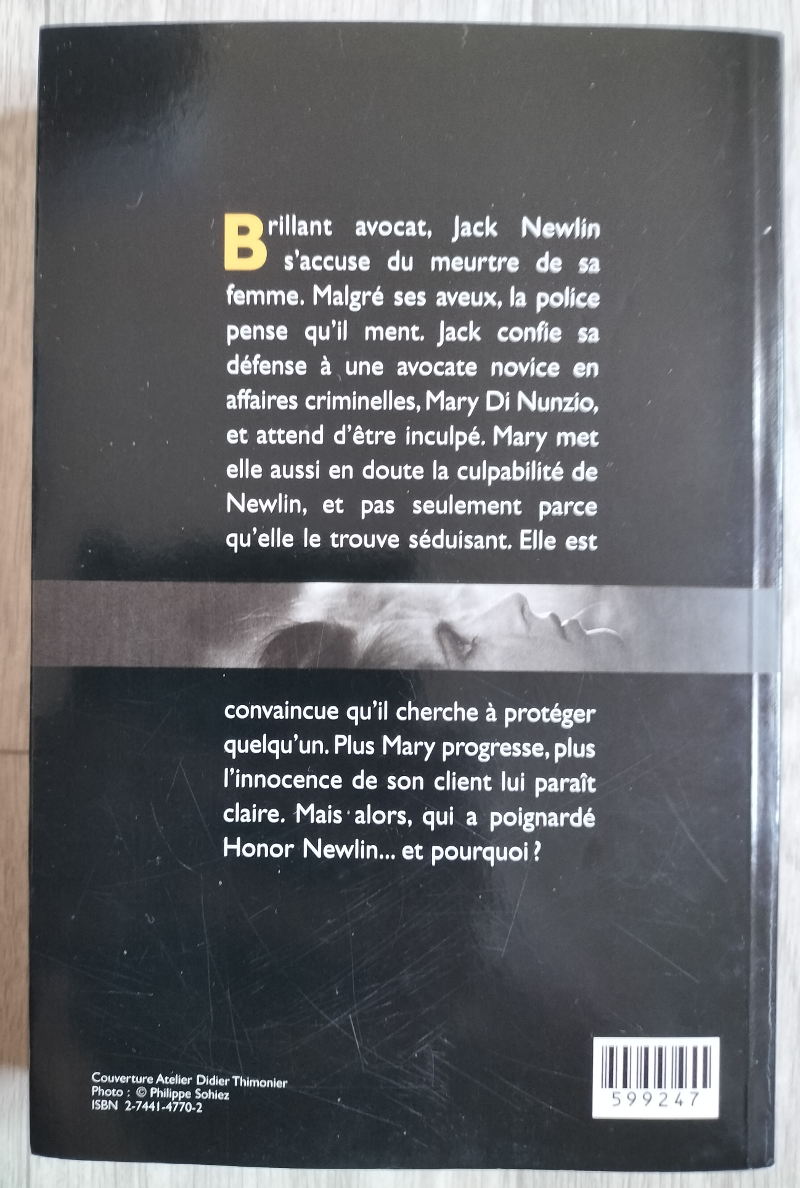 Brillant avocat, Jack Newlin
s'accuse du meurtre de sa
femme. Malgré ses aveux, la police
pense qu'il ment. Jack confie sa
défense à une avocate novice en
affaires criminelles, Mary Di Nunzio,
et attend d'être inculpé. Mary met
elle aussi en doute la culpabilité de
Newlin, et pas seulement parce
qu'elle le trouve séduisant. Elle est
convaincue qu'il cherche à protéger
quelqu'un. Plus Mary progresse, plus
l'innocence de son client lui paraît
claire. Mais alors, qui a poignardé
Honor Newlin... et pourquoi ?
Couverture Atelier Didier Thimonier
Photo : © Philippe Sohiez
ISBN 2-7441-4770-2
599247